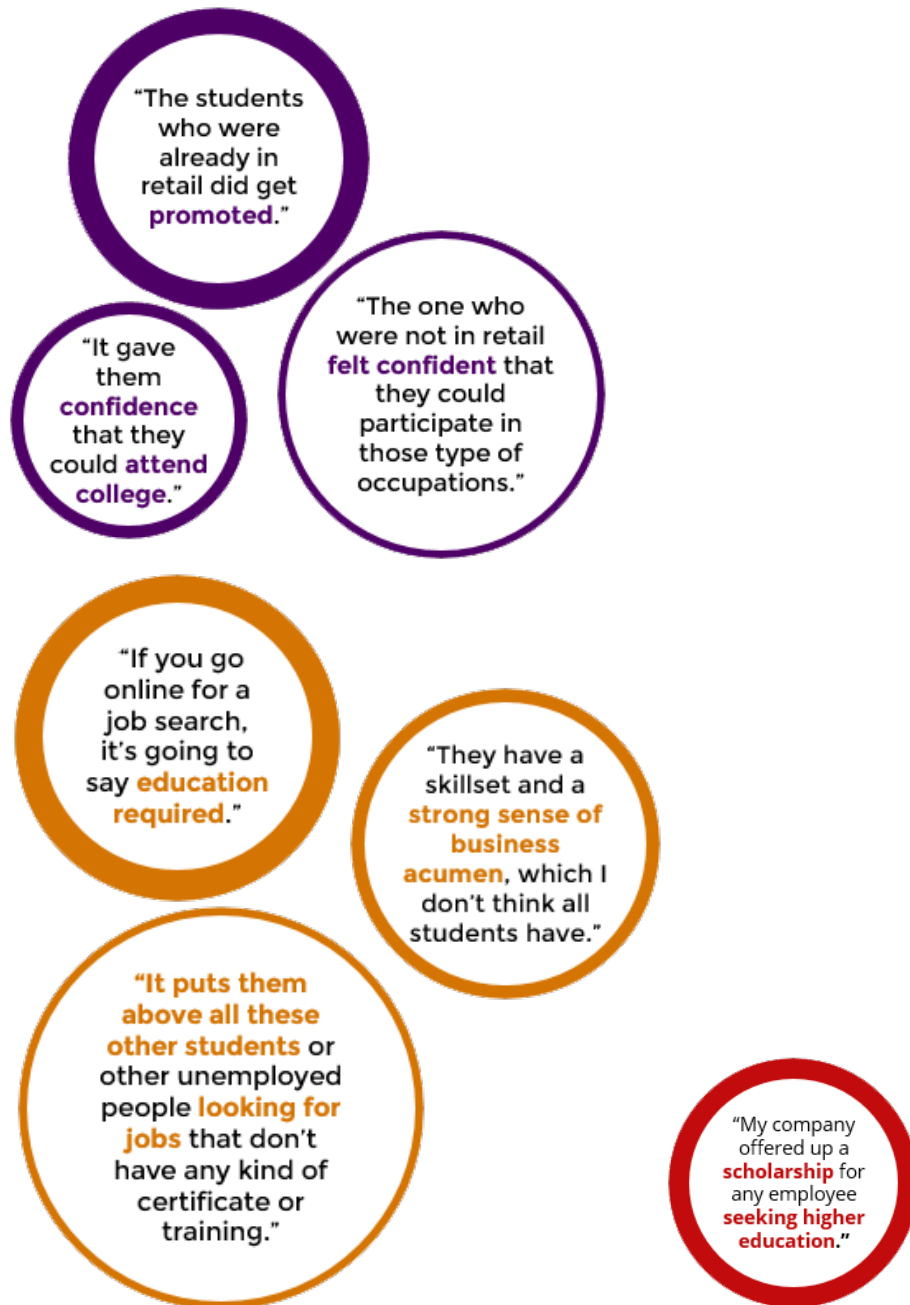 “The students
who were
already in
retail did get
promoted.”
“The one who
were not in retail
felt confident that
they could
participate in
those type of
occupations.”
“It gave
them
confidence
that they
could attend
college.”
“If you go
online for a
job search,
it’s going to
say education
required.”
“They have a
skillset and a
strong sense of
business
acumen, which I
don’t think all
students have.”
“It puts them
above all these
other students or
other unemployed
people looking for
jobs that don’t
have any kind of
certificate or
training.”
“My company
offered up a
scholarship for
any employee
seeking higher
education.”